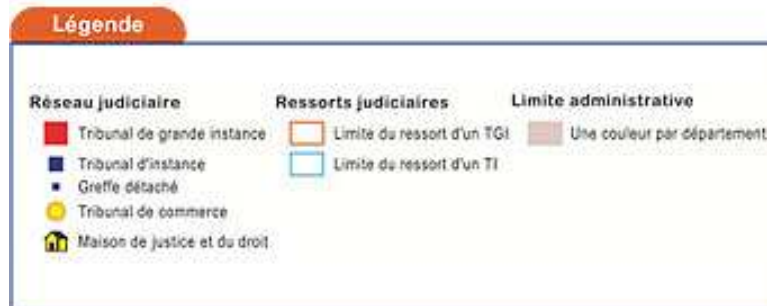 Légende
Réseau judiciaire
Tribunal de grande instance
Tribunal d'instance
Greffe détaché
Tribunal de commerce
Maison de justice et du droit
Ressorts judiciaires
Limite du ressort d'un TGI
Limite du ressort d'un TI
Limite administrative
Une couleur par département